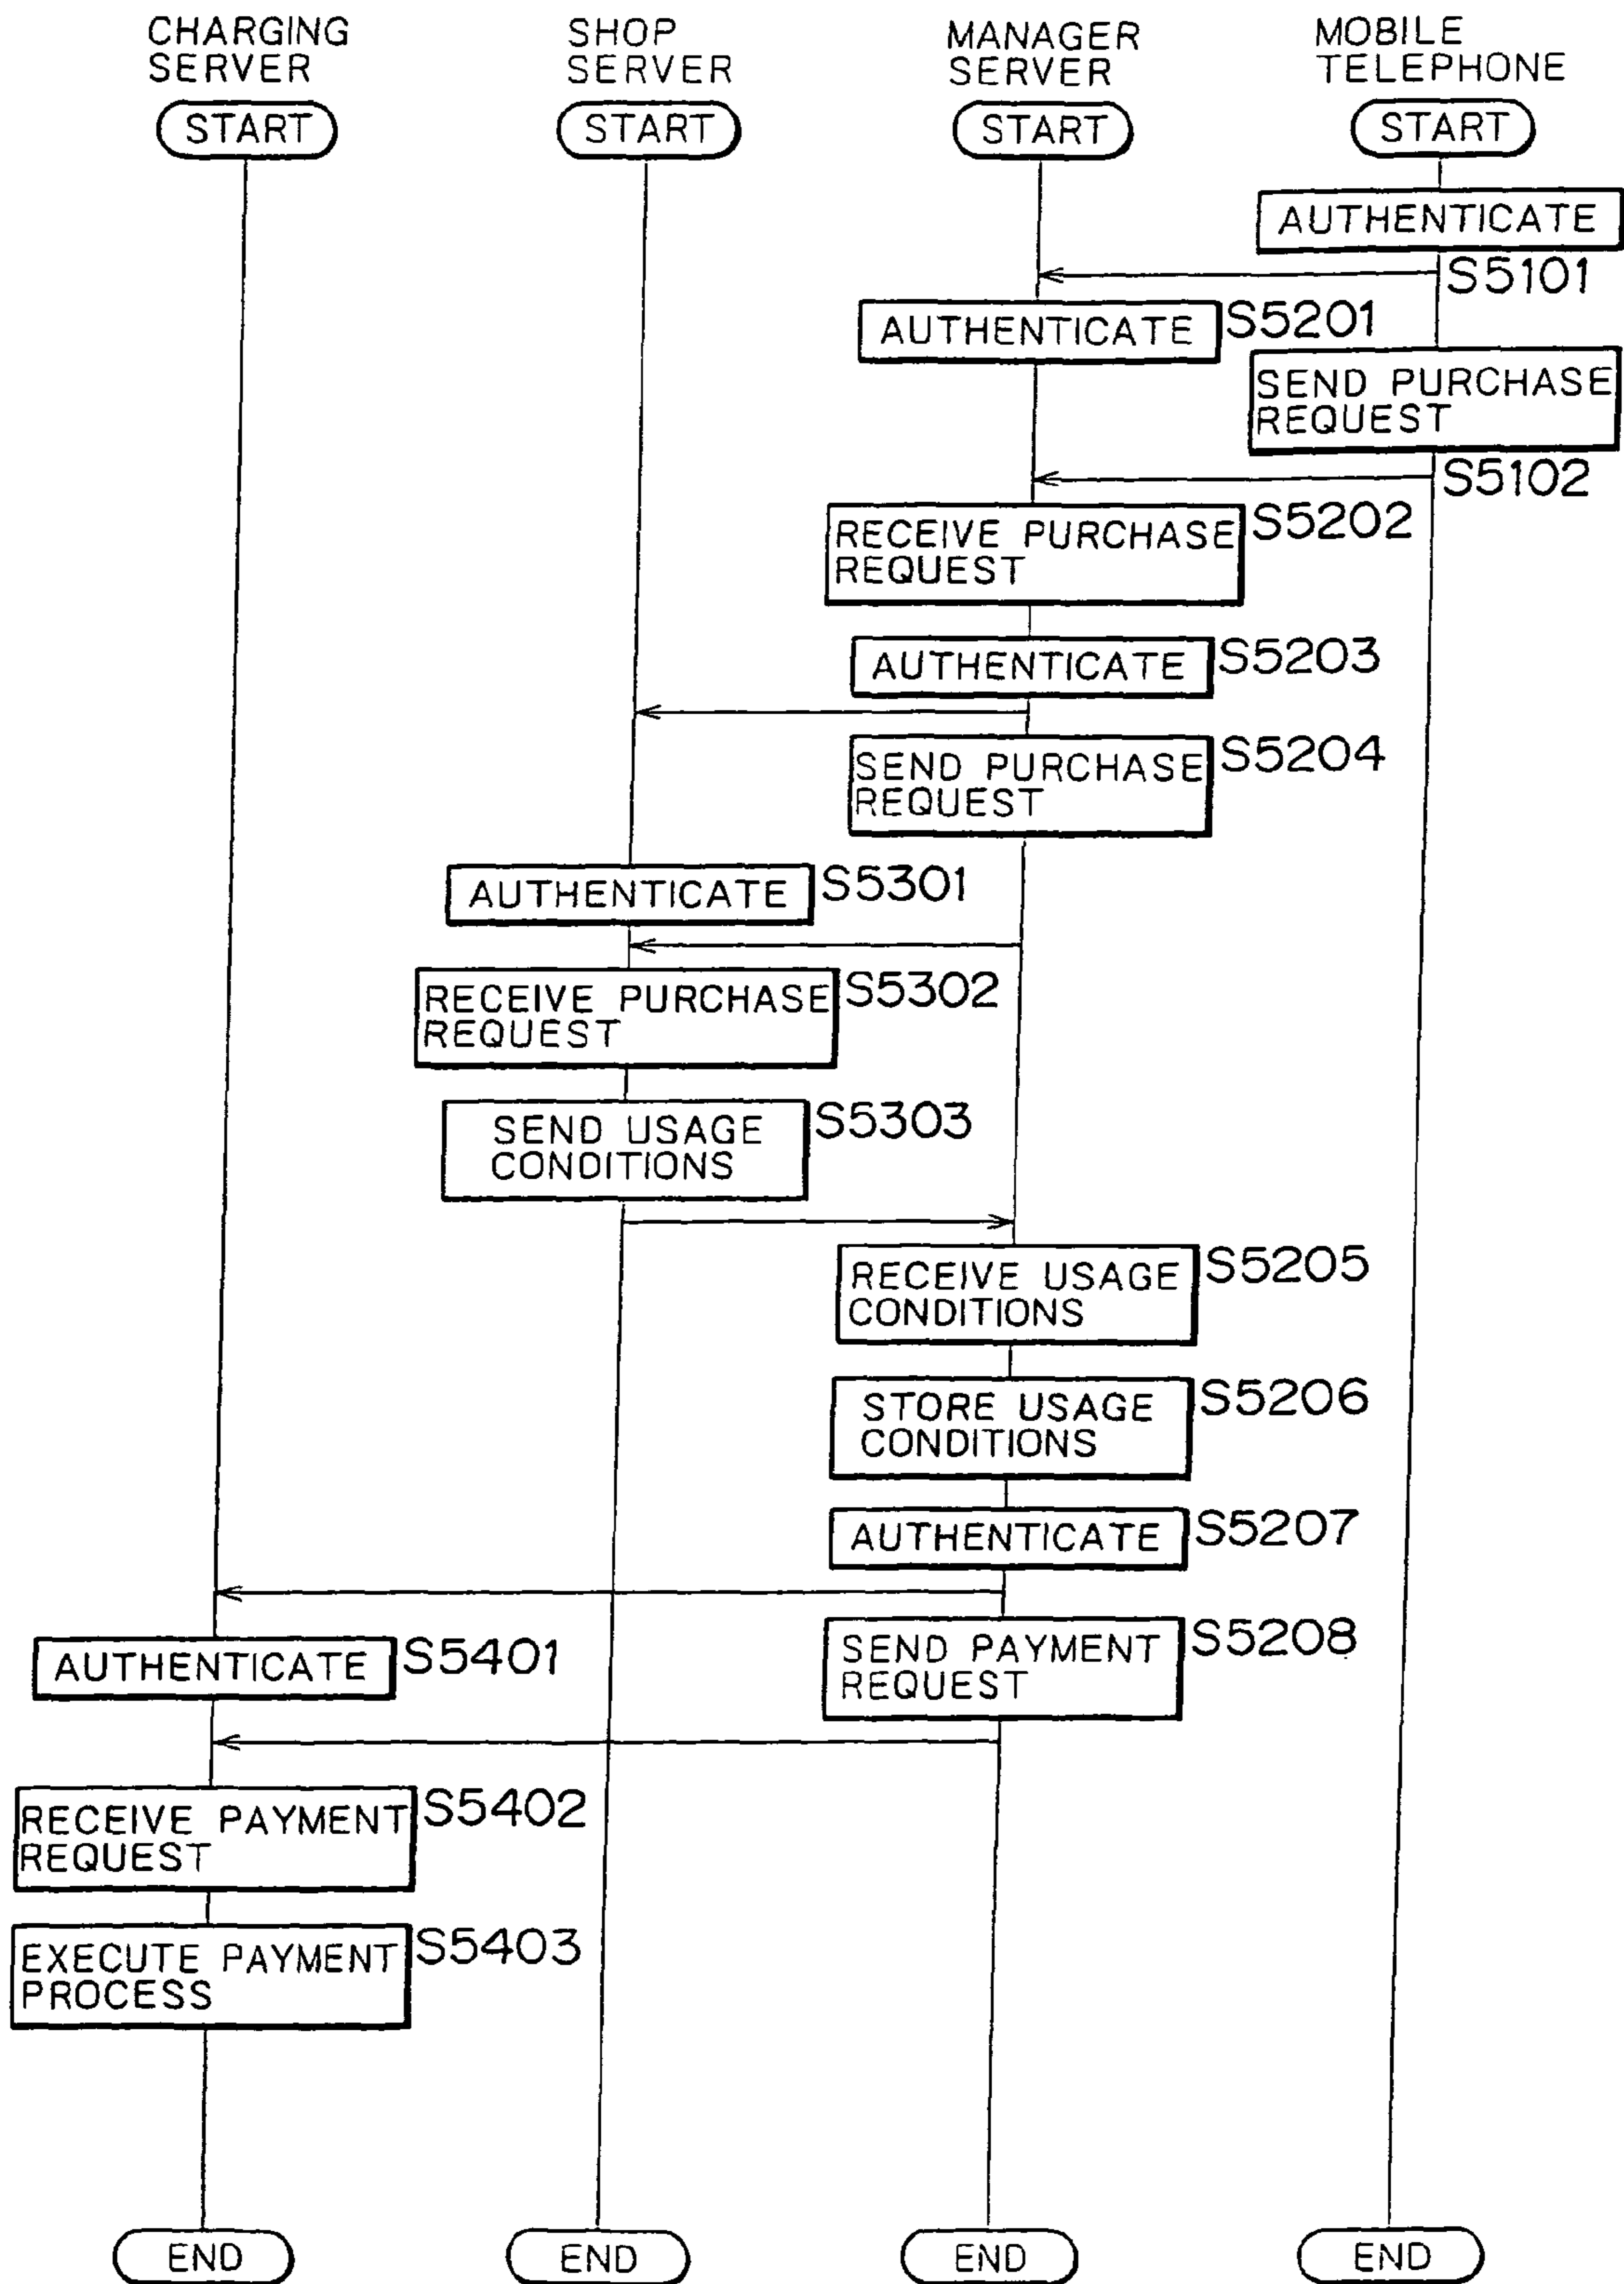 CHARGING
SERVER
SHOP
SERVER
MANAGER
SERVER
MOBILE
TELEPHONE
START
START
START
START
AUTHENTICATE
S5101
AUTHENTICATE
S5201
SEND PURCHASE
REQUEST
S5102
RECEIVE PURCHASE
REQUEST
S5202
AUTHENTICATE
S5203
SEND PURCHASE
REQUEST
S5204
AUTHENTICATE
S5301
RECEIVE PURCHASE
REQUEST
S5302
SEND USAGE
CONDITIONS
S5303
RECEIVE USAGE
CONDITIONS
S5205
STORE USAGE
CONDITIONS
S5206
AUTHENTICATE
S5207
SEND PAYMENT
REQUEST
S5208
AUTHENTICATE
S5401
RECEIVE PAYMENT
REQUEST
S5402
EXECUTE PAYMENT
PROCESS
S5403
END
END
END
END